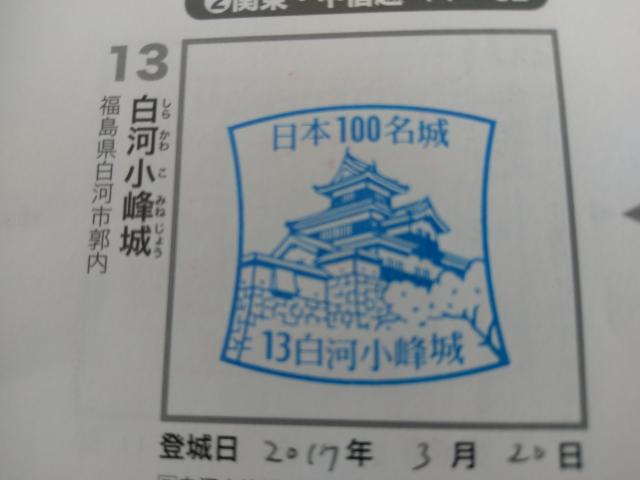 13
白河小峰城
しらかわこみねじょう
福島県白河市郭内
日本100名城
13白河小峰城
登城日 2017年 3月 20日